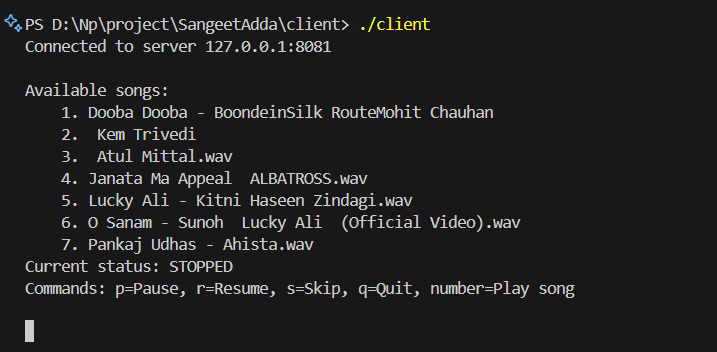 PS D:\Np\project\SangeetAdda\client> ./client
Connected to server 127.0.0.1:8081
Available songs:
1. Dooba Dooba - BoondeinSilk RouteMohit Chauhan
2.  Kem Trivedi
3.  Atul Mittal.wav
4. Janata Ma Appeal  ALBATROSS.wav
5. Lucky Ali - Kitni Haseen Zindagi.wav
6. O Sanam - Sunoh  Lucky Ali  (Official Video).wav
7. Pankaj Udhas - Ahista.wav
Current status: STOPPED
Commands: p=Pause, r=Resume, s=Skip, q=Quit, number=Play song